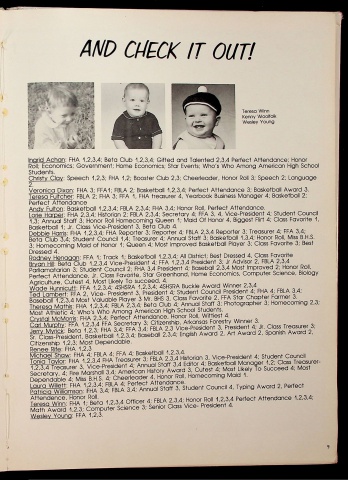 AND CHECK IT OUT!
Teresa Winn
Kenny Woolfolk
Wesley Young
Ingrid Achan: FHA 1,2,3,4; Beta Club 1,2,3,4; Gifted and Talented 2,3,4 Perfect Attendance; Honor
Roll; Economics; Government; Home Economics; Star Events; Who's Who Among American High School
Students.
Christy Clay: Speech 1,2,3; FHA 1,2; Booster Club 2,3; Cheerleader, Honor Roll 3; Speech 2; Language
Veronica Dixon: FHA 3; FFA1; FBLA 2; Basketball 1,2,3,4; Perfect Attendance 3; Basketball Award 3.
Teresa Futcher: FBLA 2; FHA 3; FFA 1; FHA treasurer 4, Yearbook Business Manager 4; Basketball 2;
Perfect Attendance
Andy Fulton: Basketball 1,2,3,4; FBLA 2,3,4; FHA 3,4; Honor Roll, Perfect Attendance.
FHA 2,3,4; Historian 2; FBLA 2,3,4; Secretary 4; FFA 3, 4, Vice-President 4; Student Council
1,3; Annual Staff 3; Honor Roll Homecoming Queen 1; Maid Of Honor 4; Biggest Flirt 4; Class Favorite 1,
Basketball 1; Jr. Class Vice-President 3, Beta Club 4.
Debbie Harris: FHA 1,2,3,4; FHA Reporter 3; Reporter 4; FBLA 2,3,4 Reporter 3; Treasurer 4; FFA 3,4;
Beta Club 3,4; Student Council 1,4; Treasurer 4; Annual Staff 3; Basketball 1,3,4; Honor Roll; Miss B.H.S.
3; Homecoming Maid of Honor 1; Queen 4; Most Improved Basketball Player 3; Class Favorite 3; Best
Dressed 4.
Rodney Hanagan: FFA 1; Track 1, Basketball 1,2,3,4; All District; Best Dressed 4, Class Favorite
Bryan Hill: Beta Club 1,2,3,4 Vice-President 4; FFA 1,2,3,4 Vice President 3; Jr Advisor 2, FBLA 2,3,4
Parliamentarian 3; Student Council 2; FHA 3,4 President 4; Baseball 2,3,4 Most Improved 2; Honor Roll,
Perfect Attendance, Jr. Class Favorite, Star Greenhand, Home Economics, Computer Science, Biology
Agriculture, Cutest 4, Most Likely To succeed, 4.
Wade Hunnicutt: FFA 1,2,3,4; 4SHSRA 1,2,3,4; ASHSRA Buckle Award Winner 2,3,4
Tad Lambert: FFA 2,3, Vice - President 3, President 4; Student Council President 4; FHA 4; FBLA 3,4;
Baseball 1,2,3,4 Most Valuable Player 3 Mr. BHS 3, Class Favorite 2, FFA Star Chapter Farmer 3.
Theresa Mathis: FHA 1,2,3,4; FBLA 2,3,4; Beta Club 4; Annual Staff 3; Photographer 3; Homecoming 2,3;
Most Athletic 4; Who's Who Among American High School Students.
Crystal McMorris: FHA 2,3,4; Perfect Attendance, Honor Roll, Wittiest 4.
Carl Murphy: FFA 1,2,3,4 FFA Secretary 3; Citizenship, Arkansas History Winner 3.
Jerry Myrick: Beta 1,2,3; FHA 3,4; FFA 3,4; FBLA 2,3 Vice President 3, President 4, Jr. Class Treasurer 3;
Sr. Class-President, Basketball 1,2,3,4; Baseball 2,3,4; English Award 2, Art Award 2, Spanish Award 2,
Citizenship 1,2,3; Most Dependable.
FHA 1,2,3.
Michael Shaw: FHA 4; FBLA 4; FFA 4; Basketball 1,2,3,4.
Tonia Taylor: FHA 1,2,3,4 FHA Treasurer 3; FBLA 2,3,4 Historian 3, Vice-President 4; Student Council
1,2,3,4 Treasurer 3, Vice-President 4; Annual Staff 3,4 Editor 4; Basketball Manager 1,2; Class Treasurer-
Secretary, 4; Fire Marshall 3,4; American History Award 3, Cutest 4; Most Likely To Succeed 4; Most
Dependable 4; Miss B.H.S. 4; Cheerleader 4, Honor Roll, Homecoming Maid 1.
Laura Willett: FHA 1,2,3,4; FBLA 4; Perfect Attendance.
Patricia Williamson: FHA 3,4; FBLA 3,4; Annual Staff 3, Student Council 4, Typing Award 2, Perfect
Attendence, Honor Roll.
Teresa Winn: FHA 1; Beta 1,2,3,4 Officer 4; FBLA 2,3,4; Honor Roll 1,2,3,4 Perfect Attendance 1,2,3,4;
Math Award 1,2,3; Computer Science 3; Senior Class Vice- President 4.
Wesley Young: FFA 1,2,3.
9